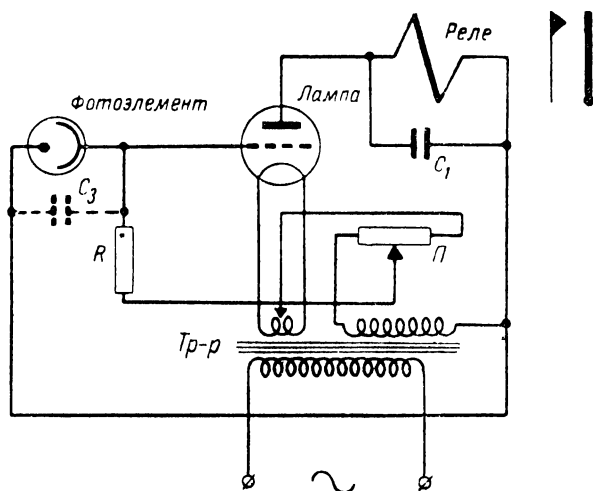 Реле
Фотоэлемент
Лампа
C₁
C₃
R
П
Тр-р